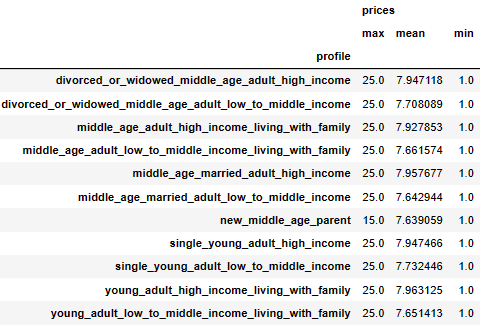 prices
max mean min
profile
divorced_or_widowed_middle_age_adult_high_income 25.0 7.947118 1.0
divorced_or_widowed_middle_age_adult_low_to_middle_income 25.0 7.708089 1.0
middle_age_adult_high_income_living_with_family 25.0 7.927853 1.0
middle_age_adult_low_to_middle_income_living_with_family 25.0 7.661574 1.0
middle_age_married_adult_high_income 25.0 7.957677 1.0
middle_age_married_adult_low_to_middle_income 25.0 7.642944 1.0
new_middle_age_parent 15.0 7.639059 1.0
single_young_adult_high_income 25.0 7.947466 1.0
single_young_adult_low_to_middle_income 25.0 7.732446 1.0
young_adult_high_income_living_with_family 25.0 7.963125 1.0
young_adult_low_to_middle_income_living_with_family 25.0 7.651413 1.0